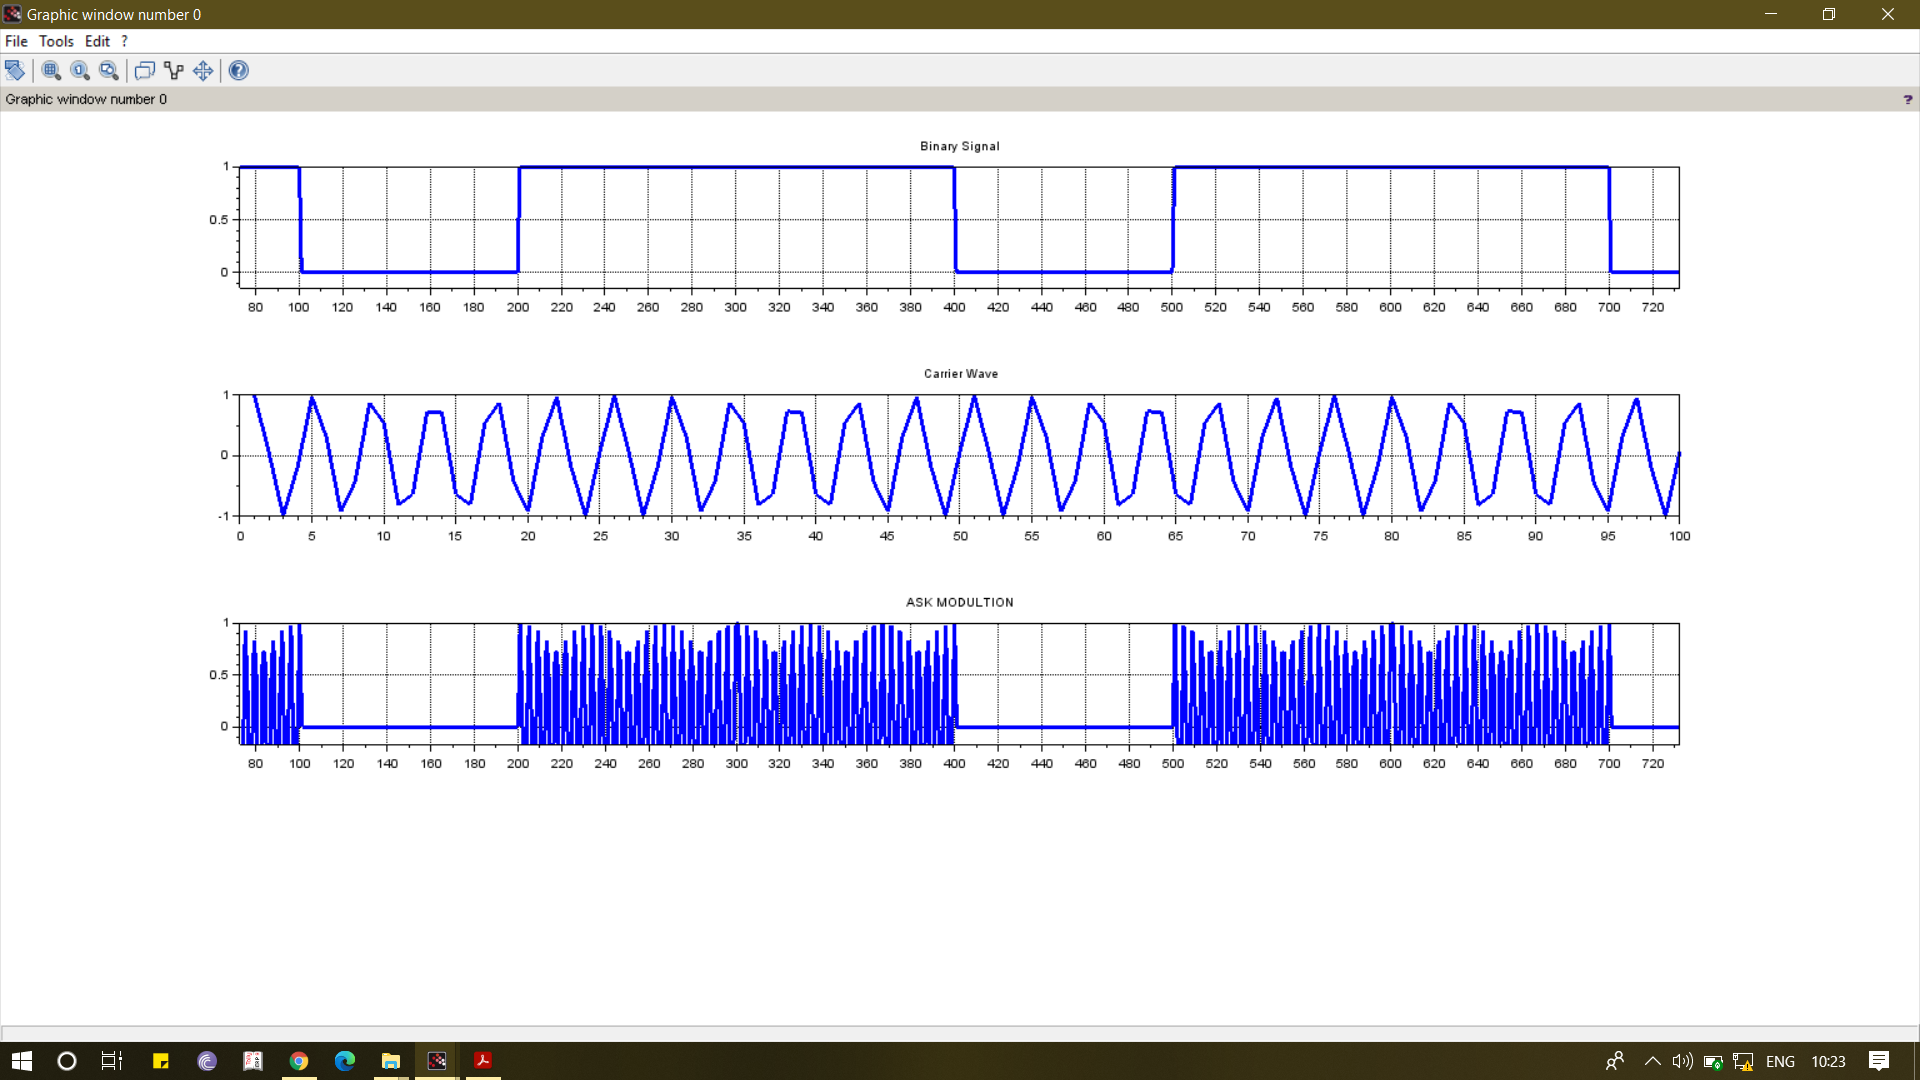 Graphic window number 0
File Tools Edit ?
Graphic window number 0 ?
Binary Signal
1
0.5
0
80 100 120 140 160 180 200 220 240 260 280 300 320 340 360 380 400 420 440 460 480 500 520 540 560 580 600 620 640 660 680 700 720
Carrier Wave
1
0
-1
0 5 10 15 20 25 30 35 40 45 50 55 60 65 70 75 80 85 90 95 100
ASK MODULTION
1
0.5
0
80 100 120 140 160 180 200 220 240 260 280 300 320 340 360 380 400 420 440 460 480 500 520 540 560 580 600 620 640 660 680 700 720
ENG 10:23